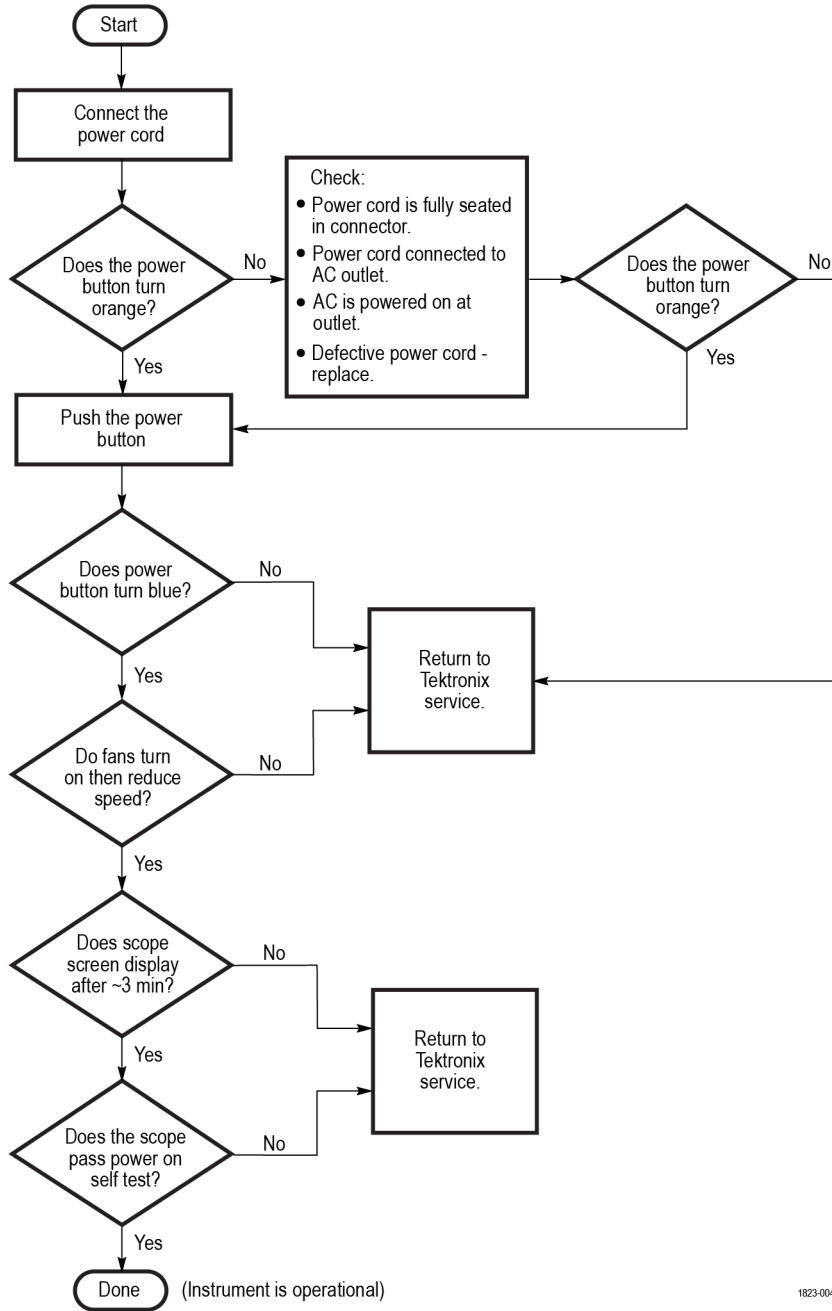 Start
Connect the
power cord
Does the power
button turn
orange?
No
Yes
Check:
• Power cord is fully seated
in connector.
• Power cord connected to
AC outlet.
• AC is powered on at
outlet.
• Defective power cord -
replace.
Does the power
button turn
orange?
No
Yes
Push the power
button
Does power
button turn blue?
No
Yes
Return to
Tektronix
service.
Do fans turn
on then reduce
speed?
No
Yes
Does scope
screen display
after ~3 min?
No
Yes
Return to
Tektronix
service.
Does the scope
pass power on
self test?
No
Yes
Done
(Instrument is operational)
1823-004